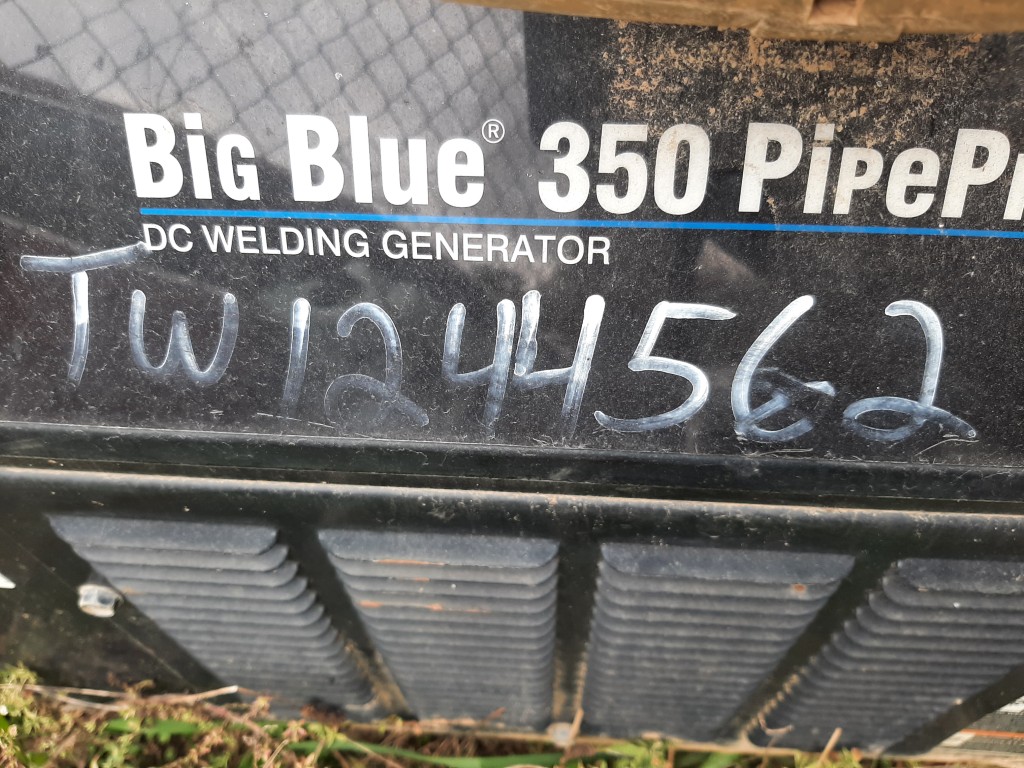 Big Blue® 350 PipePr
DC WELDING GENERATOR
TW1244562